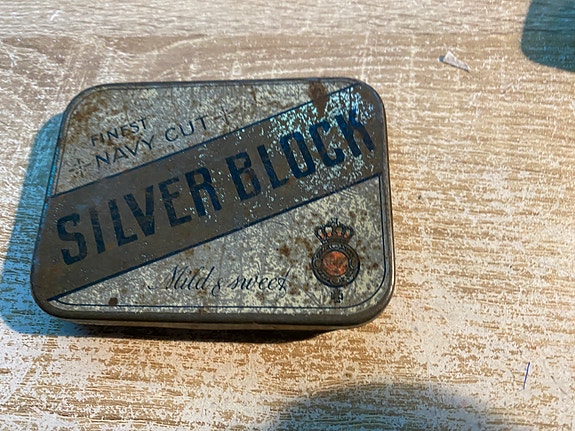 FINEST
NAVY CUT
SILVER BLOCK
Mild & sweet